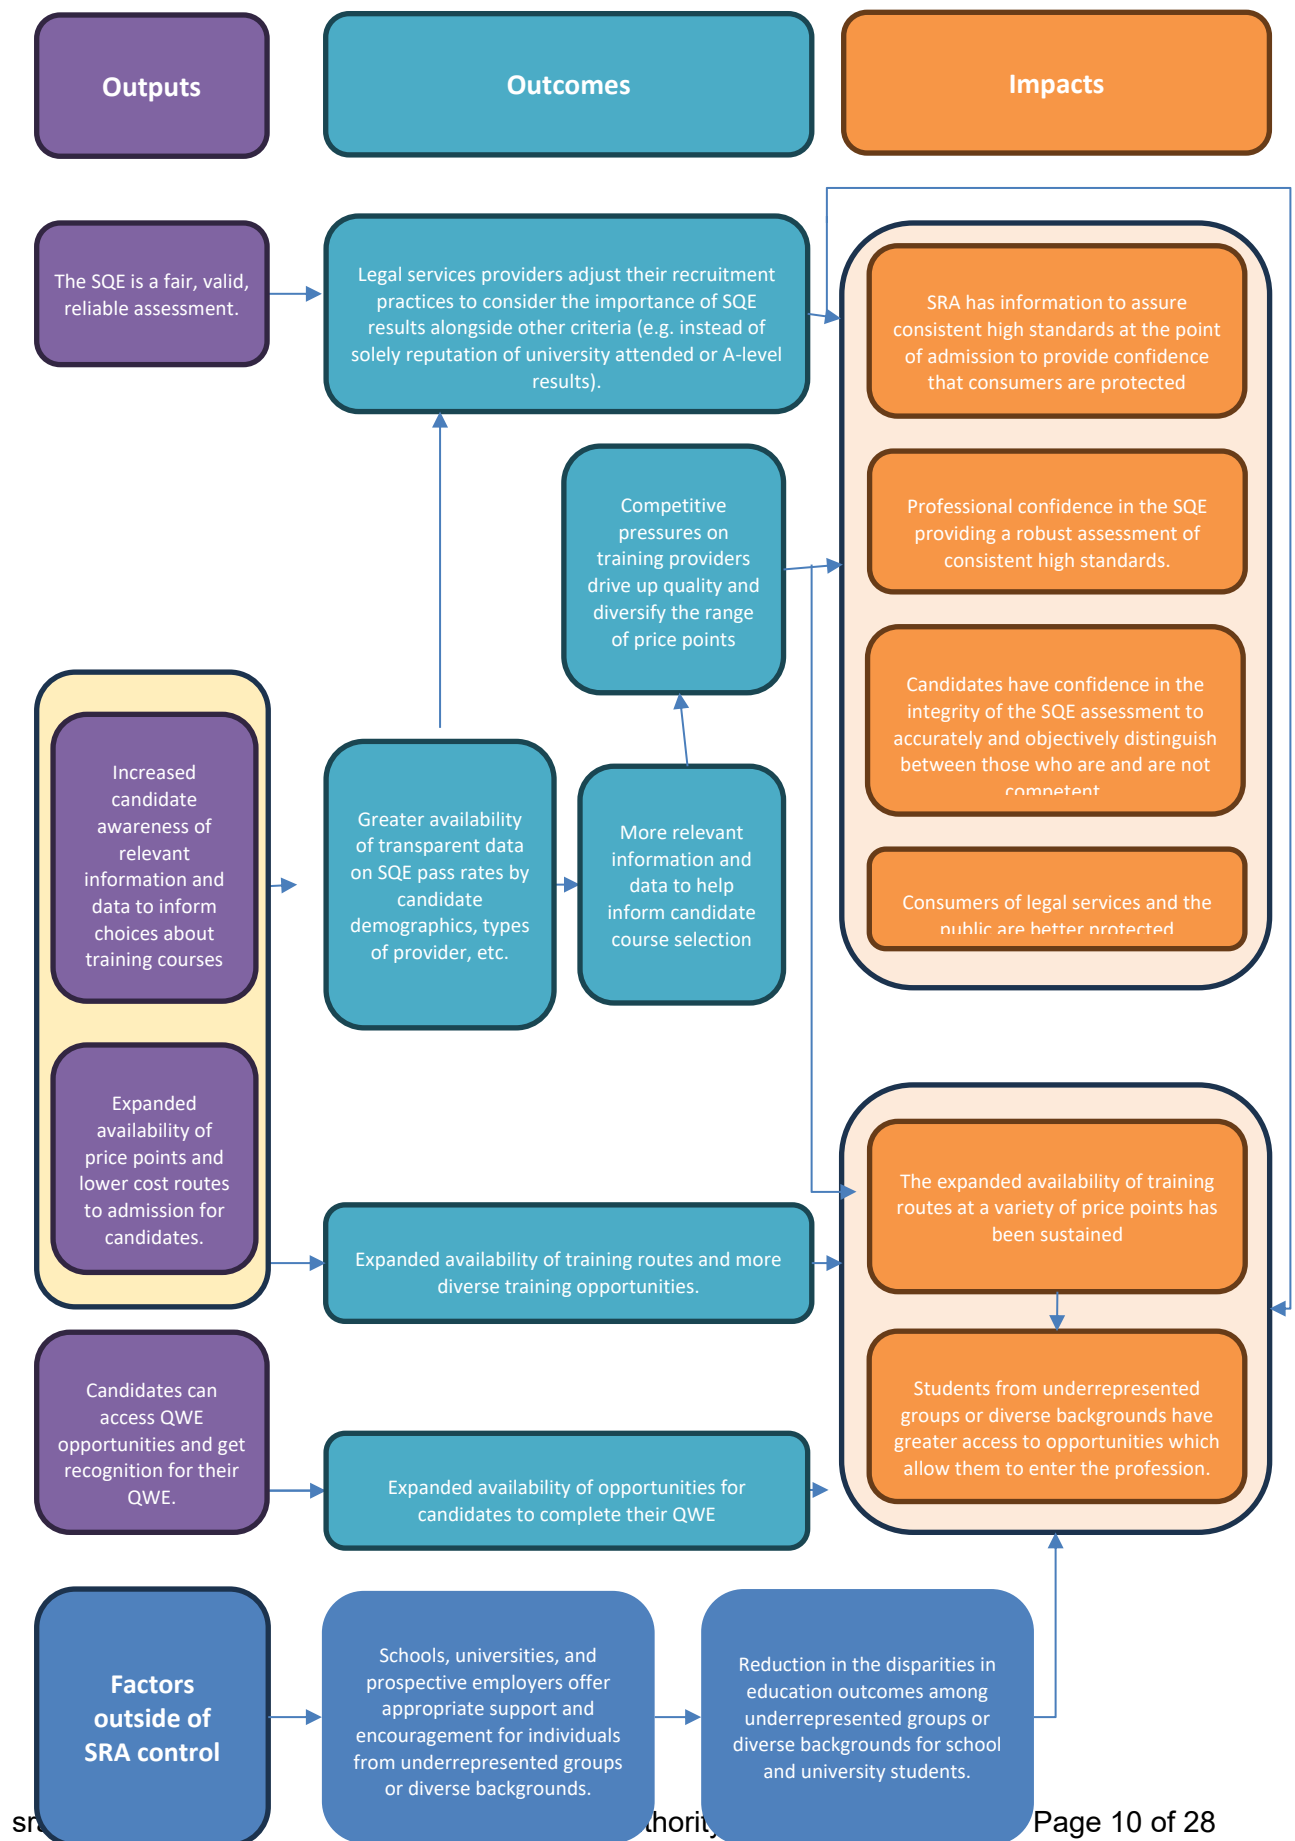 Outputs
Outcomes
Impacts
The SQE is a fair, valid,
reliable assessment.
Legal services providers adjust their recruitment
practices to consider the importance of SQE
results alongside other criteria (e.g. instead of
solely reputation of university attended or A-level
results).
SRA has information to assure
consistent high standards at the point
of admission to provide confidence
that consumers are protected
Competitive
pressures on
training providers
drive up quality and
diversify the range
of price points
Professional confidence in the SQE
providing a robust assessment of
consistent high standards.
Candidates have confidence in the
integrity of the SQE assessment to
accurately and objectively distinguish
between those who are and are not
competent
Increased
candidate
awareness of
relevant
information and
data to inform
choices about
training courses
Greater availability
of transparent data
on SQE pass rates by
candidate
demographics, types
of provider, etc.
More relevant
information and
data to help
inform candidate
course selection
Consumers of legal services and the
public are better protected
Expanded
availability of
price points and
lower cost routes
to admission for
candidates.
Expanded availability of training routes and more
diverse training opportunities.
The expanded availability of training
routes at a variety of price points has
been sustained
Candidates can
access QWE
opportunities and get
recognition for their
QWE.
Expanded availability of opportunities for
candidates to complete their QWE
Students from underrepresented
groups or diverse backgrounds have
greater access to opportunities which
allow them to enter the profession.
Factors
outside of
SRA control
Schools, universities, and
prospective employers offer
appropriate support and
encouragement for individuals
from underrepresented groups
or diverse backgrounds.
Reduction in the disparities in
education outcomes among
underrepresented groups or
diverse backgrounds for school
and university students.
Page 10 of 28